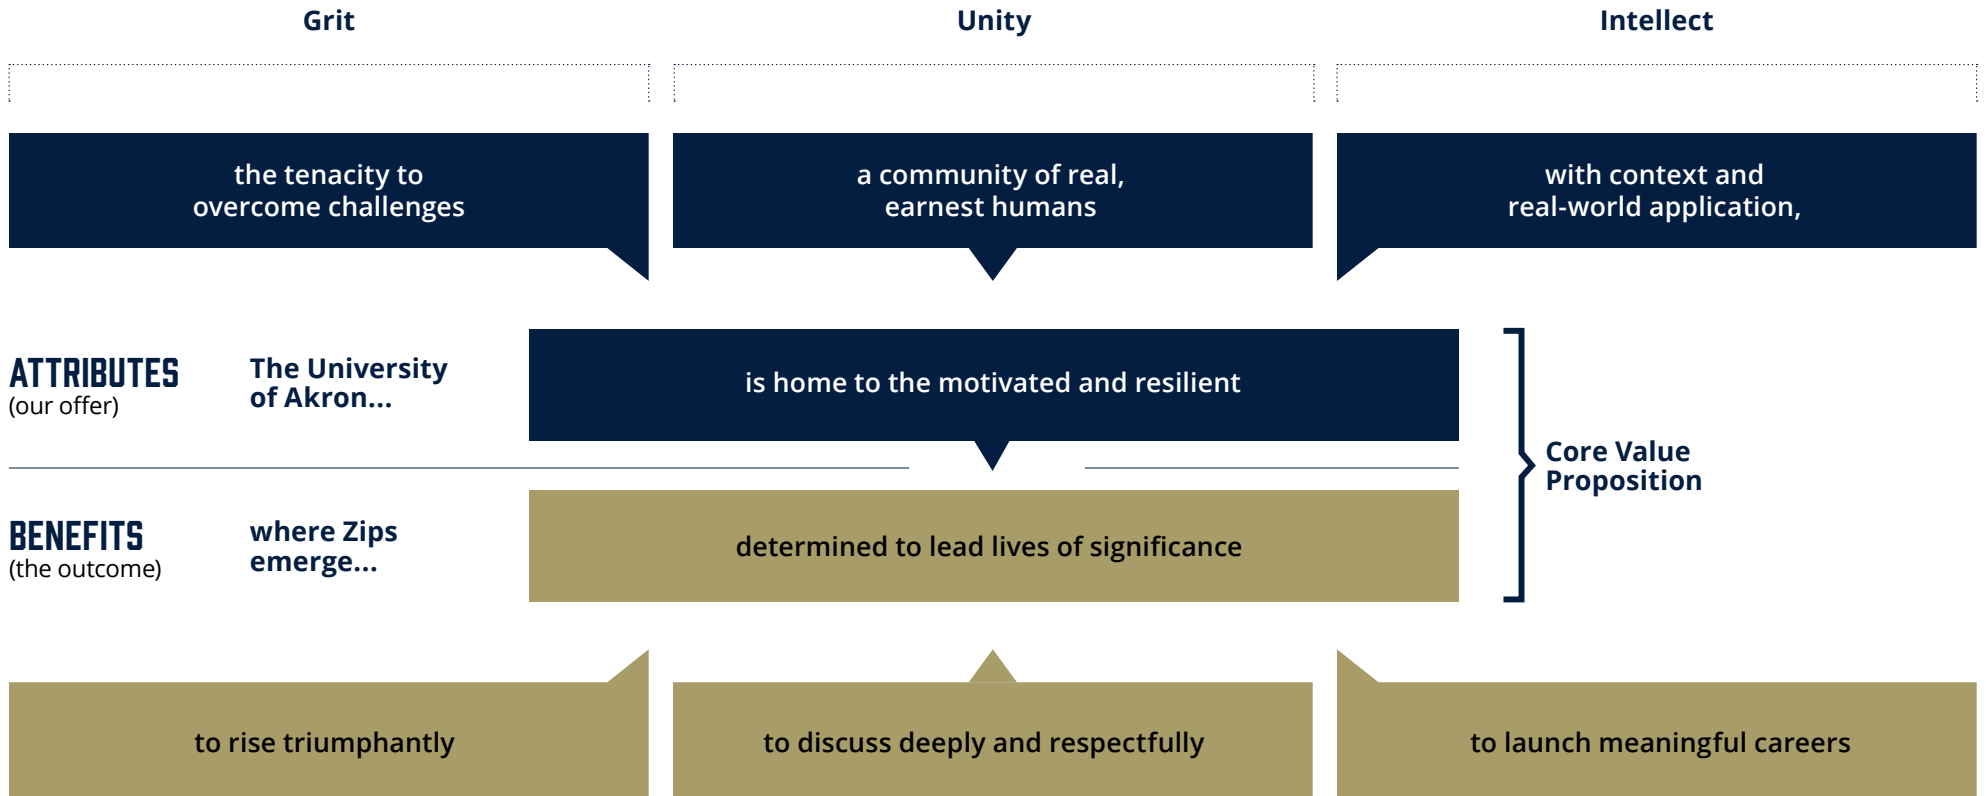 Grit
Unity
Intellect
the tenacity to
overcome challenges
a community of real,
earnest humans
with context and
real-world application,
ATTRIBUTES
(our offer)
The University
of Akron...
is home to the motivated and resilient
Core Value
Proposition
BENEFITS
(the outcome)
where Zips
emerge...
determined to lead lives of significance
to rise triumphantly
to discuss deeply and respectfully
to launch meaningful careers